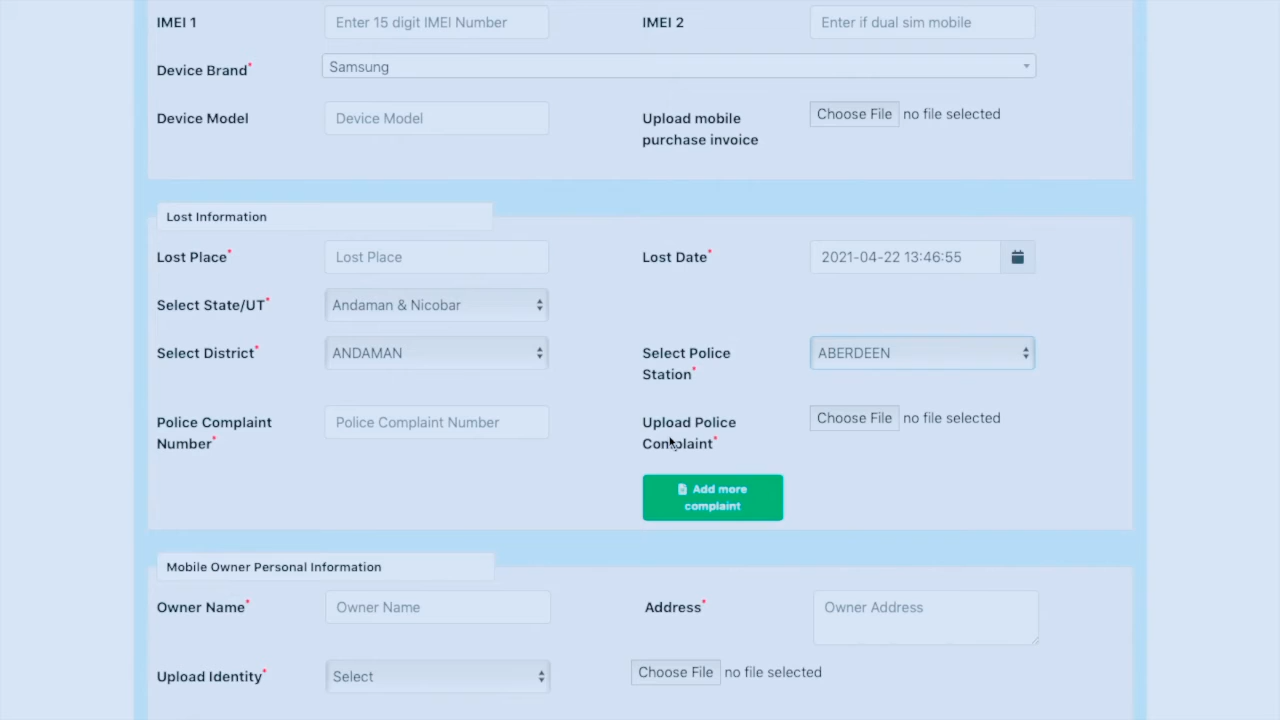 IMEI 1 Enter 15 digit IMEI Number IMEI 2 Enter if dual sim mobile
Device Brand* Samsung
Device Model Device Model Upload mobile Choose File no file selected
purchase invoice
Lost Information
Lost Place* Lost Place Lost Date* 2021-04-22 13:46:55
Select State/UT* Andaman & Nicobar
Select District* ANDAMAN Select Police ABERDEEN
Station*
Police Complaint Police Complaint Number Upload Police Choose File no file selected
Number* Complaint*
Add more
complaint
Mobile Owner Personal Information
Owner Name* Owner Name Address* Owner Address
Upload Identity* Select Choose File no file selected